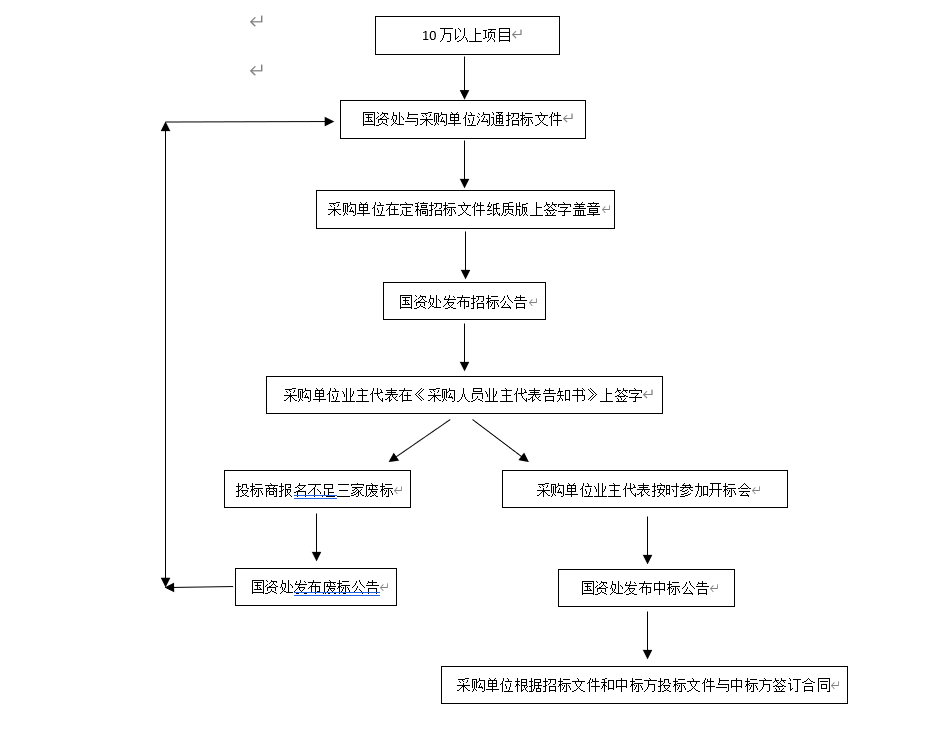 10万以上项目
国资处与采购单位沟通招标文件
采购单位在定稿招标文件纸质版上签字盖章
国资处发布招标公告
采购单位业主代表在《采购人员业主代表告知书》上签字
投标商报名不足三家废标
采购单位业主代表按时参加开标会
国资处发布废标公告
国资处发布中标公告
采购单位根据招标文件和中标方投标文件与中标方签订合同